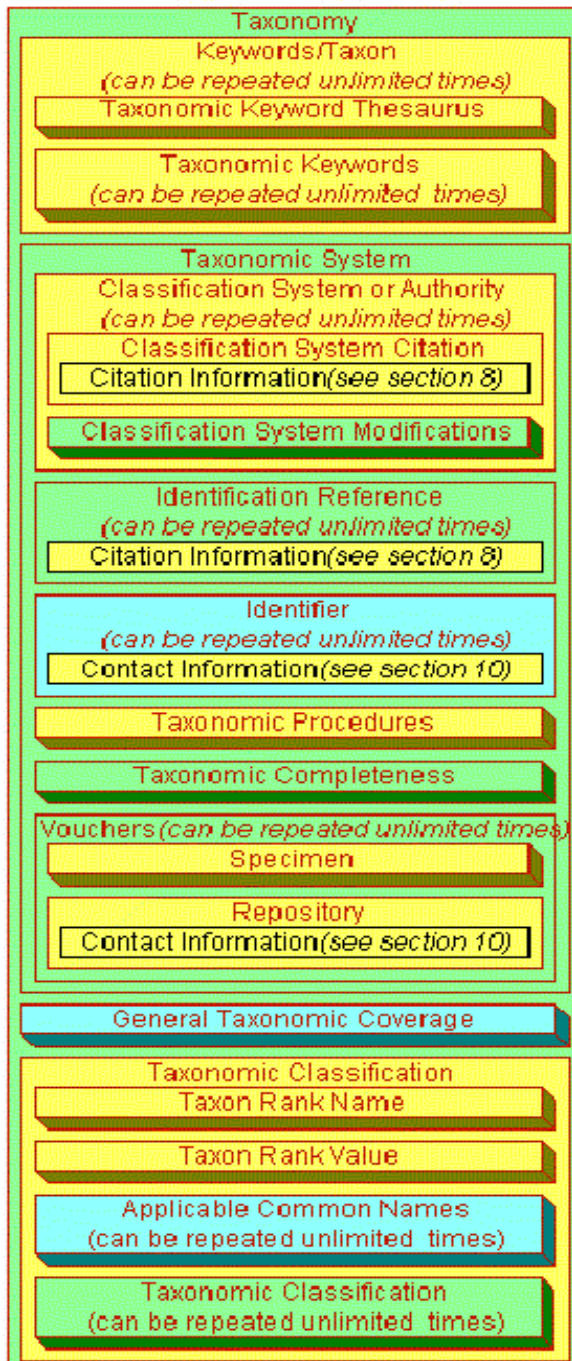 Taxonomy
Keywords/Taxon
(can be repeated unlimited times)
Taxonomic Keyword Thesaurus
Taxonomic Keywords
(can be repeated unlimited times)
Taxonomic System
Classification System or Authority
(can be repeated unlimited times)
Classification System Citation
Citation Information(see section 8)
Classification System Modifications
Identification Reference
(can be repeated unlimited times)
Citation Information(see section 8)
Identifier
(can be repeated unlimited times)
Contact Information(see section 10)
Taxonomic Procedures
Taxonomic Completeness
Vouchers(can be repeated unlimited times)
Specimen
Repository
Contact Information(see section 10)
General Taxonomic Coverage
Taxonomic Classification
Taxon Rank Name
Taxon Rank Value
Applicable Common Names
(can be repeated unlimited times)
Taxonomic Classification
(can be repeated unlimited times)